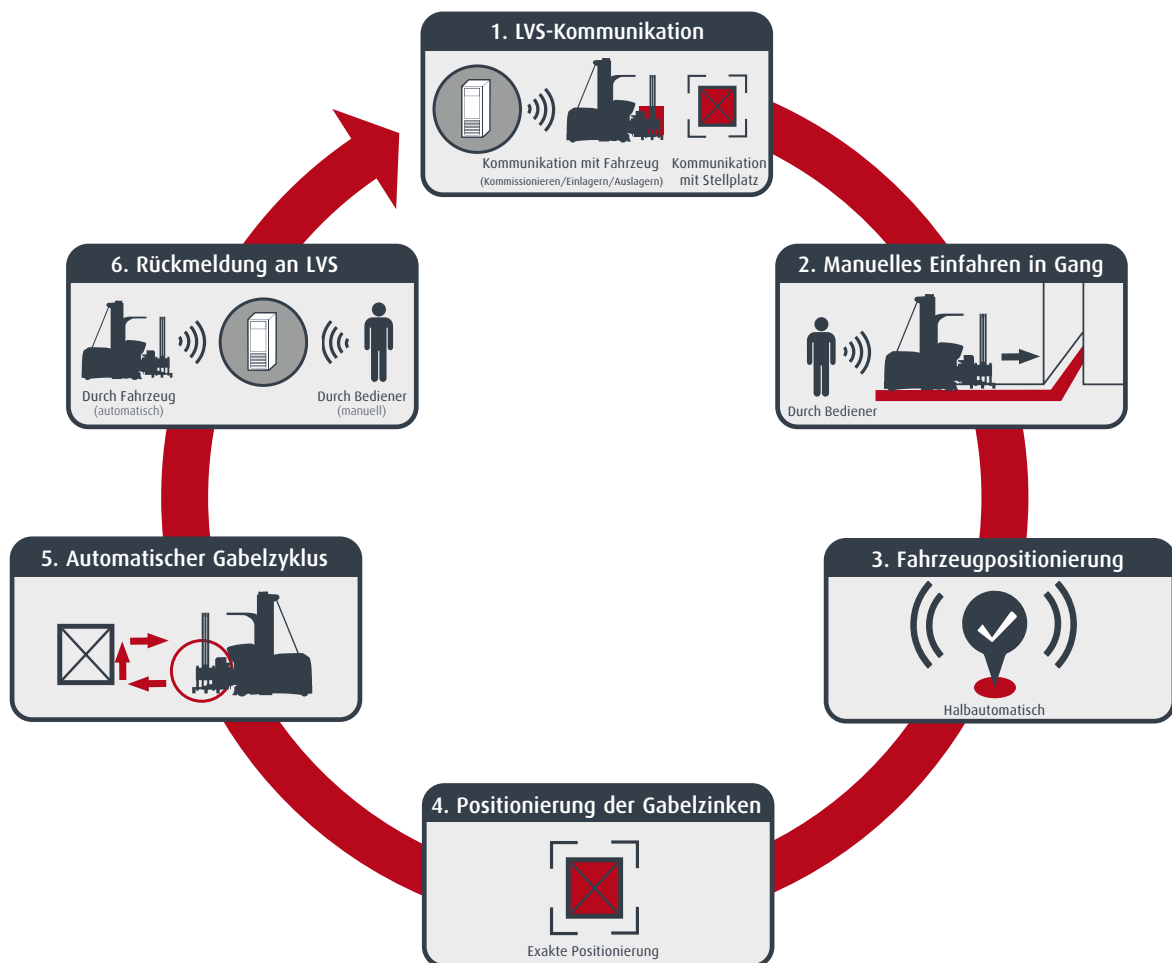 1. LVS-Kommunikation
Kommunikation mit Fahrzeug
(Kommissionieren/Einlagern/Auslagern)
Kommunikation
mit Stellplatz
2. Manuelles Einfahren in Gang
Durch Bediener
3. Fahrzeugpositionierung
Halbautomatisch
4. Positionierung der Gabelzinken
Exakte Positionierung
5. Automatischer Gabelzyklus
6. Rückmeldung an LVS
Durch Fahrzeug
(automatisch)
Durch Bediener
(manuell)